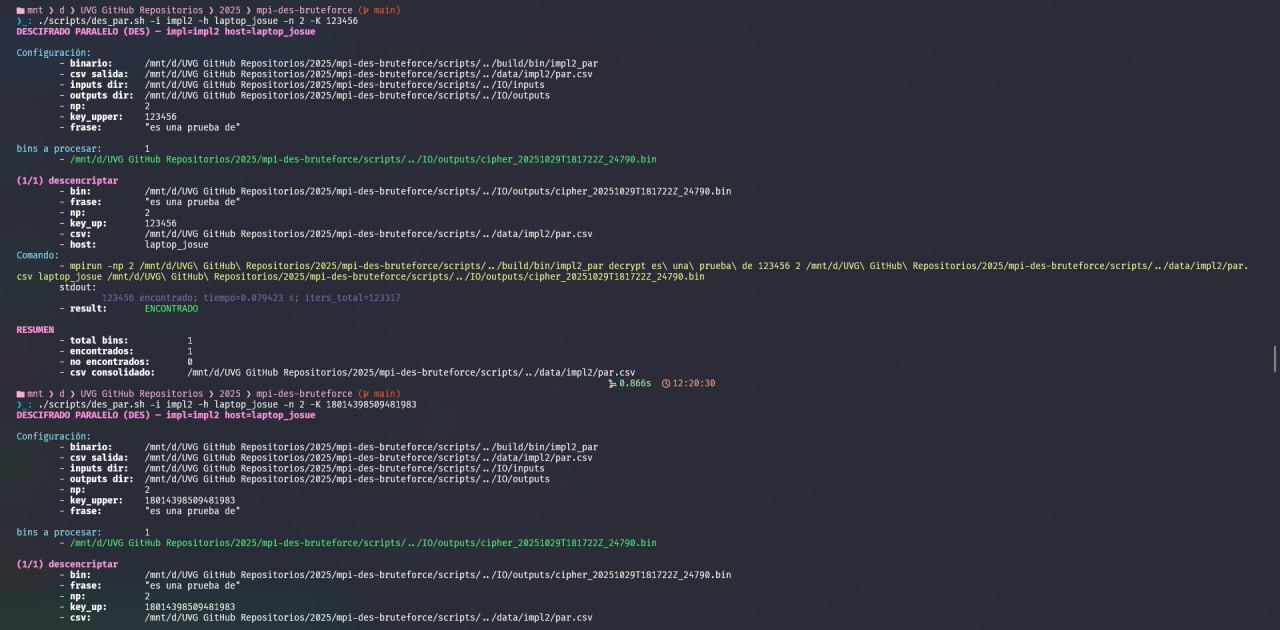 mnt ❯ d ❯ UVG GitHub Repositorios ❯ 2025 ❯ mpi-des-bruteforce (main)
❯_: ./scripts/des_par.sh -i impl2 -h laptop_josue -n 2 -K 123456
DESCIFRADO PARALELO (DES) — impl=impl2 host=laptop_josue
Configuración:
- binario: /mnt/d/UVG GitHub Repositorios/2025/mpi-des-bruteforce/scripts/../build/bin/impl2_par
- csv salida: /mnt/d/UVG GitHub Repositorios/2025/mpi-des-bruteforce/scripts/../data/impl2/par.csv
- inputs dir: /mnt/d/UVG GitHub Repositorios/2025/mpi-des-bruteforce/scripts/../IO/inputs
- outputs dir: /mnt/d/UVG GitHub Repositorios/2025/mpi-des-bruteforce/scripts/../IO/outputs
- np: 2
- key_upper: 123456
- frase: "es una prueba de"
bins a procesar: 1
- /mnt/d/UVG GitHub Repositorios/2025/mpi-des-bruteforce/scripts/../IO/outputs/cipher_20251029T181722Z_24790.bin
(1/1) descencriptar
- bin: /mnt/d/UVG GitHub Repositorios/2025/mpi-des-bruteforce/scripts/../IO/outputs/cipher_20251029T181722Z_24790.bin
- frase: "es una prueba de"
- np: 2
- key_up: 123456
- csv: /mnt/d/UVG GitHub Repositorios/2025/mpi-des-bruteforce/scripts/../data/impl2/par.csv
- host: laptop_josue
Comando:
- mpirun -np 2 /mnt/d/UVG\ GitHub\ Repositorios/2025/mpi-des-bruteforce/scripts/../build/bin/impl2_par decrypt es\ una\ prueba\ de 123456 2 /mnt/d/UVG\ GitHub\ Repositorios/2025/mpi-des-bruteforce/scripts/../data/impl2/par.
csv laptop_josue /mnt/d/UVG\ GitHub\ Repositorios/2025/mpi-des-bruteforce/scripts/../IO/outputs/cipher_20251029T181722Z_24790.bin
stdout:
123456 encontrado; tiempo=0.079423 s; iters_total=123317
- result: ENCONTRADO
RESUMEN
- total bins: 1
- encontrados: 1
- no encontrados: 0
- csv consolidado: /mnt/d/UVG GitHub Repositorios/2025/mpi-des-bruteforce/scripts/../data/impl2/par.csv
0.866s 12:20:30
mnt ❯ d ❯ UVG GitHub Repositorios ❯ 2025 ❯ mpi-des-bruteforce (main)
❯_: ./scripts/des_par.sh -i impl2 -h laptop_josue -n 2 -K 18014398509481983
DESCIFRADO PARALELO (DES) — impl=impl2 host=laptop_josue
Configuración:
- binario: /mnt/d/UVG GitHub Repositorios/2025/mpi-des-bruteforce/scripts/../build/bin/impl2_par
- csv salida: /mnt/d/UVG GitHub Repositorios/2025/mpi-des-bruteforce/scripts/../data/impl2/par.csv
- inputs dir: /mnt/d/UVG GitHub Repositorios/2025/mpi-des-bruteforce/scripts/../IO/inputs
- outputs dir: /mnt/d/UVG GitHub Repositorios/2025/mpi-des-bruteforce/scripts/../IO/outputs
- np: 2
- key_upper: 18014398509481983
- frase: "es una prueba de"
bins a procesar: 1
- /mnt/d/UVG GitHub Repositorios/2025/mpi-des-bruteforce/scripts/../IO/outputs/cipher_20251029T181722Z_24790.bin
(1/1) descencriptar
- bin: /mnt/d/UVG GitHub Repositorios/2025/mpi-des-bruteforce/scripts/../IO/outputs/cipher_20251029T181722Z_24790.bin
- frase: "es una prueba de"
- np: 2
- key_up: 18014398509481983
- csv: /mnt/d/UVG GitHub Repositorios/2025/mpi-des-bruteforce/scripts/../data/impl2/par.csv